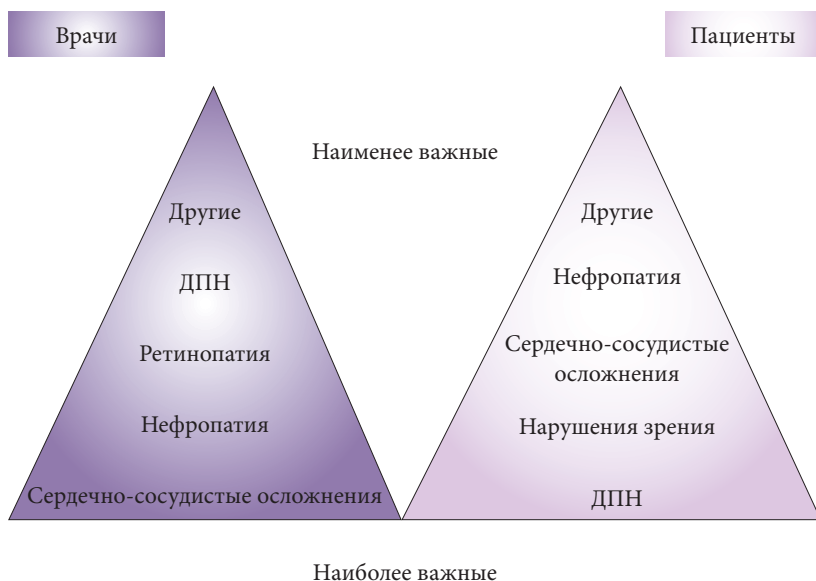 Врачи
Пациенты
Наименее важные
Другие
ДПН
Ретинопатия
Нефропатия
Сердечно-сосудистые осложнения
Другие
Нефропатия
Сердечно-сосудистые
осложнения
Нарушения зрения
ДПН
Наиболее важные